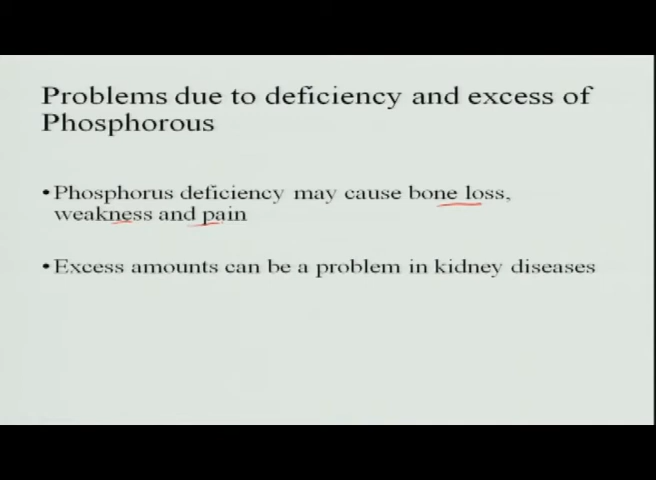 Problems due to deficiency and excess of
Phosphorous
•Phosphorus deficiency may cause bone loss,
weakness and pain
•Excess amounts can be a problem in kidney diseases